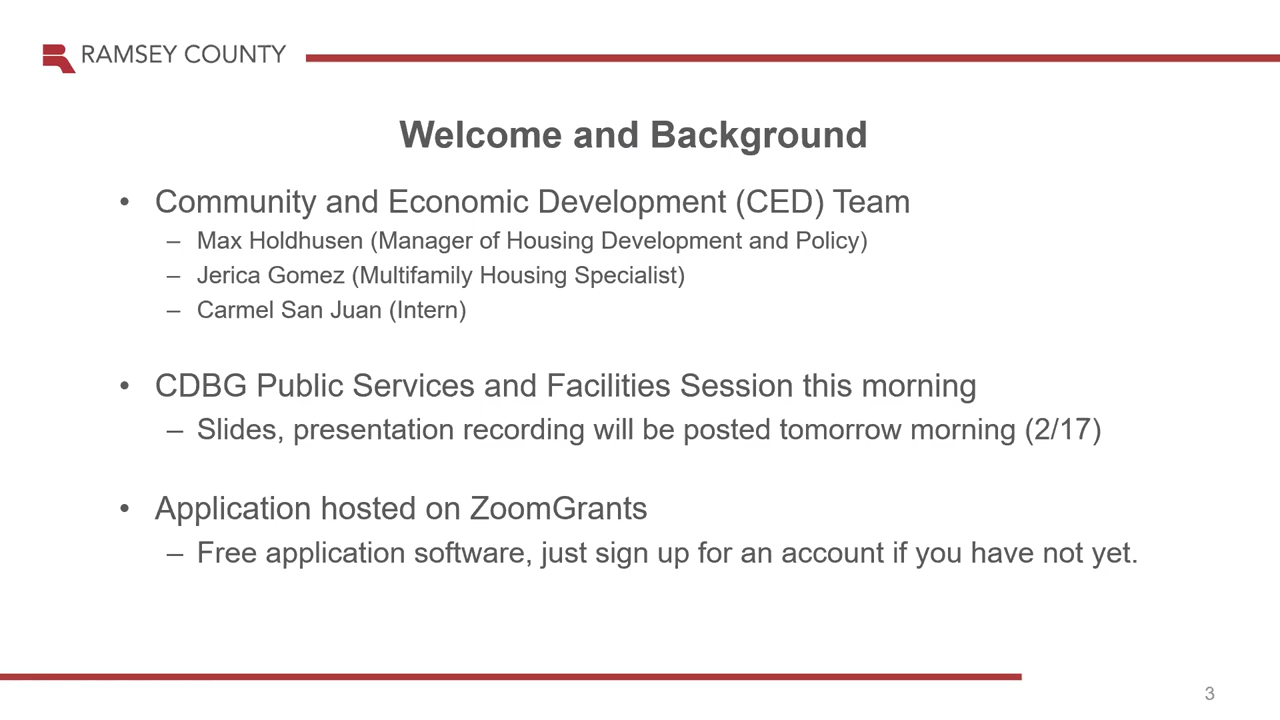 RAMSEY COUNTY
Welcome and Background
• Community and Economic Development (CED) Team
– Max Holdhusen (Manager of Housing Development and Policy)
– Jerica Gomez (Multifamily Housing Specialist)
– Carmel San Juan (Intern)
• CDBG Public Services and Facilities Session this morning
– Slides, presentation recording will be posted tomorrow morning (2/17)
• Application hosted on ZoomGrants
– Free application software, just sign up for an account if you have not yet.
3